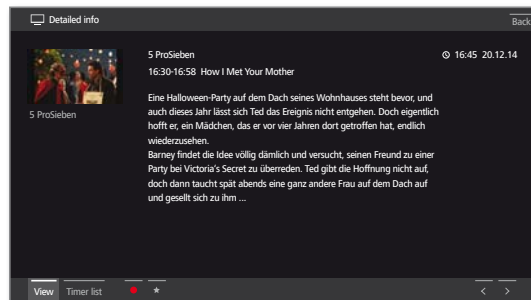 Detailed info
Back
5 ProSieben
16:45 20.12.14
16:30-16:58 How I Met Your Mother
5 ProSieben
Eine Halloween-Party auf dem Dach seines Wohnhauses steht bevor, und
auch dieses Jahr lässt sich Ted das Ereignis nicht entgehen. Doch eigentlich
hofft er, ein Mädchen, das er vor vier Jahren dort getroffen hat, endlich
wiederzusehen.
Barney findet die Idee völlig dämlich und versucht, seinen Freund zu einer
Party bei Victoria's Secret zu überreden. Ted gibt die Hoffnung nicht auf,
doch dann taucht spät abends eine ganz andere Frau auf dem Dach auf
und gesellt sich zu ihm ...
View
Timer list